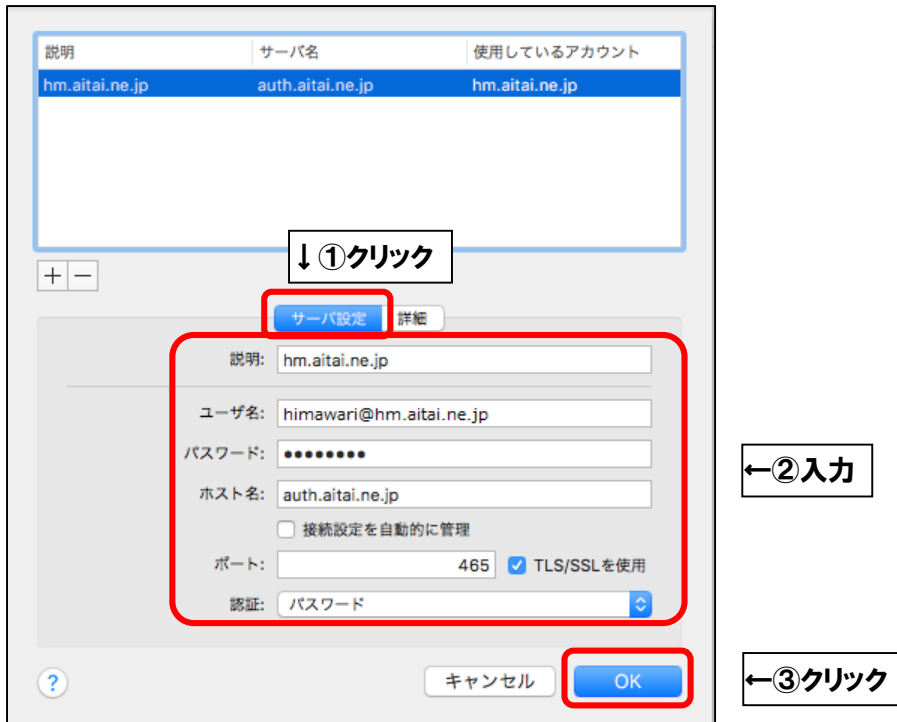 説明 サーバ名 使用しているアカウント
hm.aitai.ne.jp auth.aitai.ne.jp hm.aitai.ne.jp
↓①クリック
+ −
サーバ設定 詳細
説明: hm.aitai.ne.jp
ユーザ名: himawari@hm.aitai.ne.jp
パスワード: ●●●●●●●●
←②入力
ホスト名: auth.aitai.ne.jp
接続設定を自動的に管理
ポート: 465 TLS/SSLを使用
認証: パスワード
? キャンセル OK
←③クリック